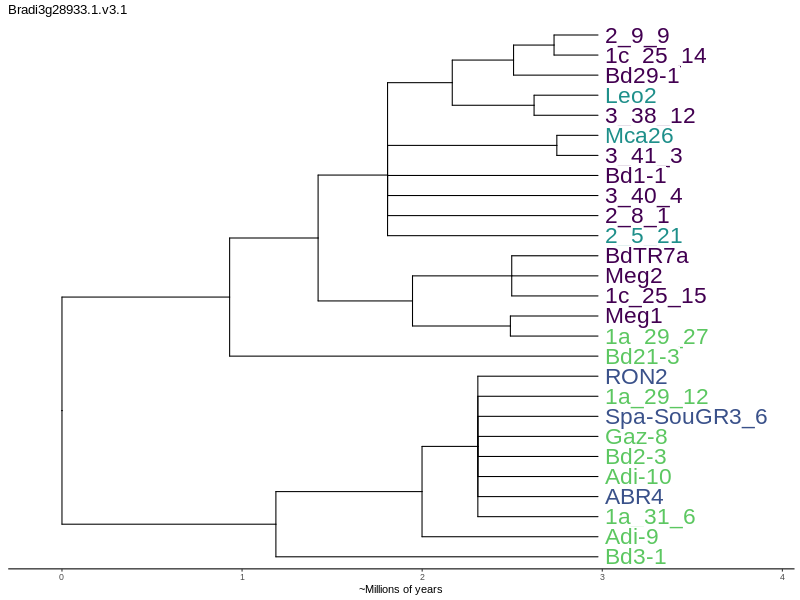 Bradi3g28933.1.v3.1
2_9_9
1c_25_14
Bd29-1
Leo2
3_38_12
Mca26
3_41_3
Bd1-1
3_40_4
2_8_1
2_5_21
BdTR7a
Meg2
1c_25_15
Meg1
1a_29_27
Bd21-3
RON2
1a_29_12
Spa-SouGR3_6
Gaz-8
Bd2-3
Adi-10
ABR4
1a_31_6
Adi-9
Bd3-1
0 1 2 3 4
~Millions of years